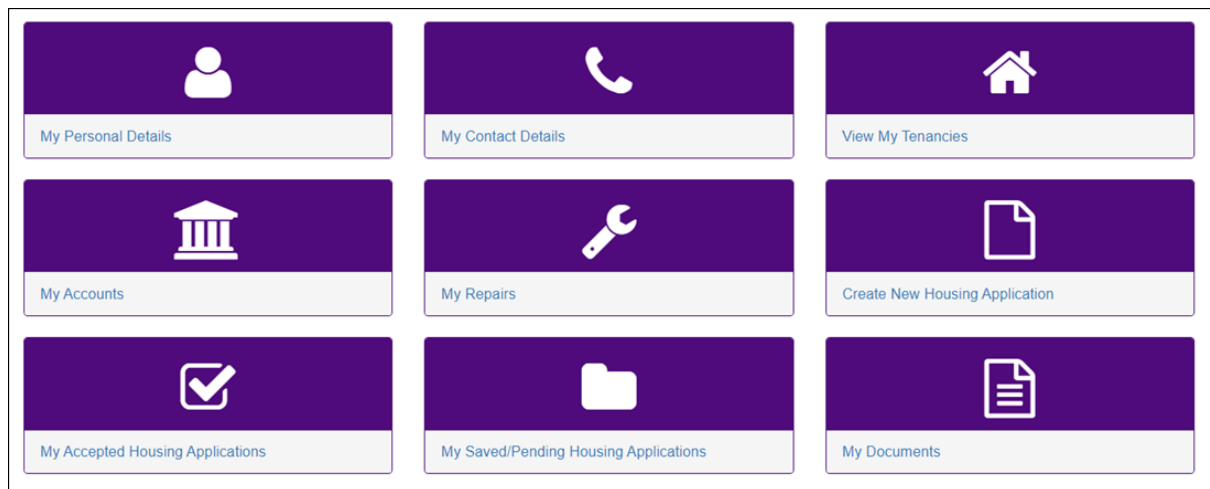 My Personal Details
My Contact Details
View My Tenancies
My Accounts
My Repairs
Create New Housing Application
My Accepted Housing Applications
My Saved/Pending Housing Applications
My Documents